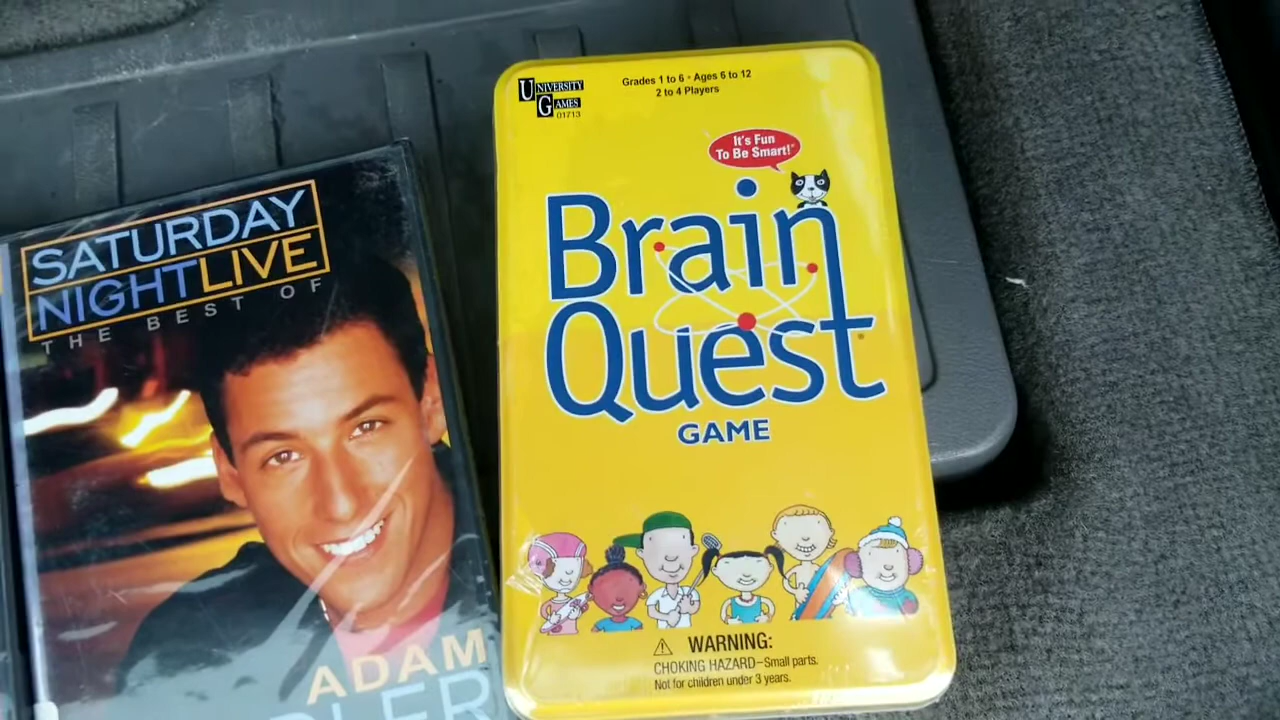 SATURDAY
NIGHTLIVE
THE BEST OF
ADAM
DLER
UNIVERSITY
GAMES
01713
Grades 1 to 6 • Ages 6 to 12
2 to 4 Players
It's Fun
To Be Smart!
Brain
Quest
GAME
⚠ WARNING:
CHOKING HAZARD–Small parts.
Not for children under 3 years.